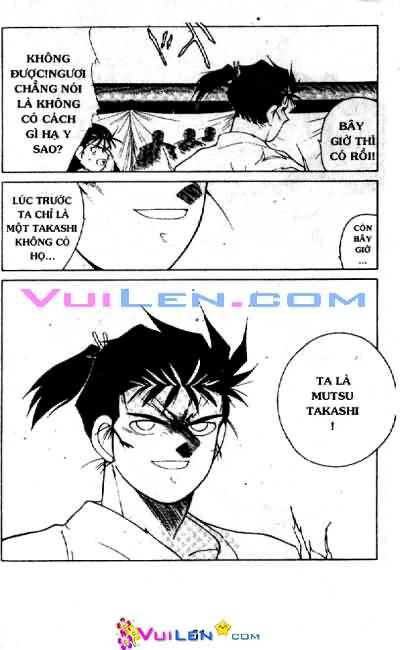 KHÔNG
ĐƯỢC!NGƯƠI
CHẲNG NÓI
LÀ KHÔNG
CÓ CÁCH
GÌ HẠ Y
SAO?
BÂY
GIỜ THÌ
CÓ RỒI!
LÚC TRƯỚC
TA CHỈ LÀ
MỘT TAKASHI
KHÔNG CÓ
HỌ...
CÒN
BÂY
GIỜ
...
VUILEN.COM
TA LÀ
MUTSU
TAKASHI
!
VUILEN
.COM